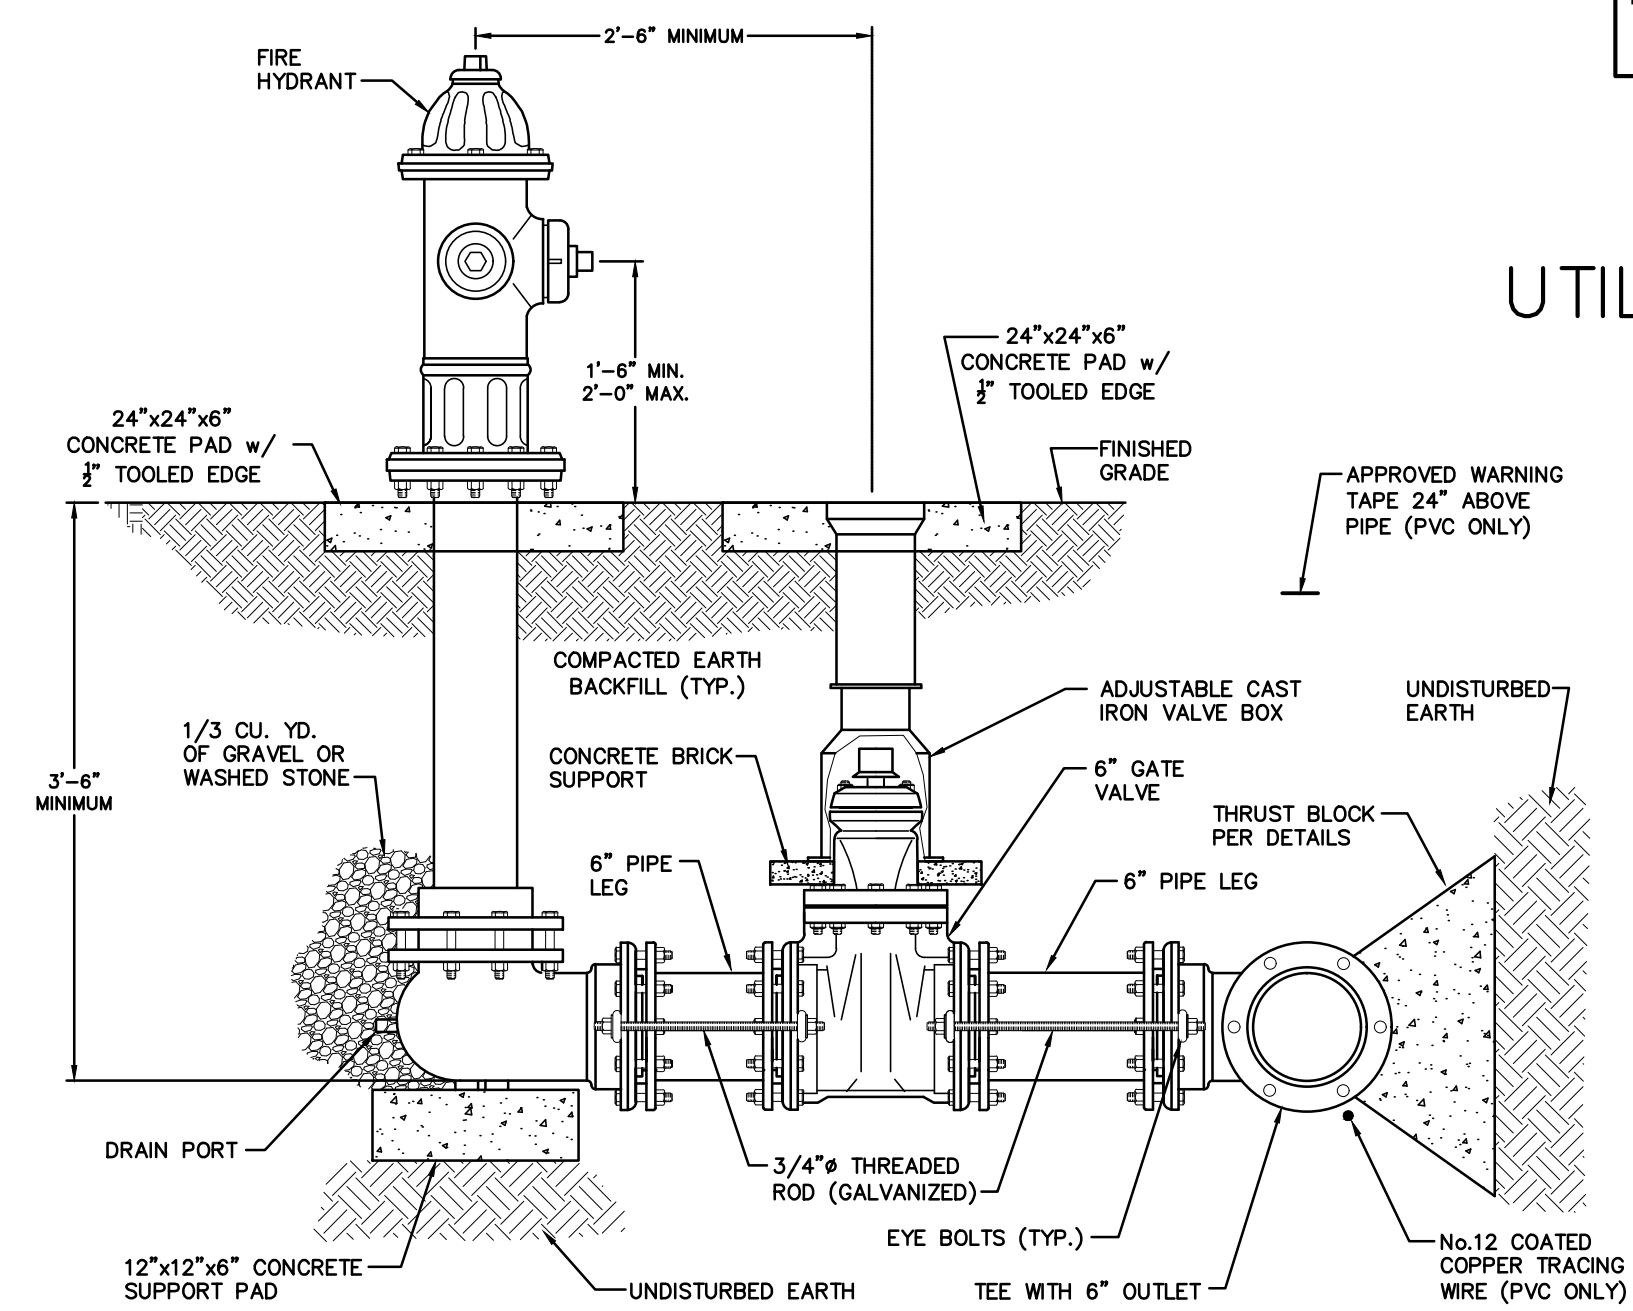 2'-6" MINIMUM
FIRE
HYDRANT
UTIL
24"x24"x6"
CONCRETE PAD w/
½" TOOLED EDGE
1'-6" MIN.
2'-0" MAX.
24"x24"x6"
CONCRETE PAD w/
½" TOOLED EDGE
FINISHED
GRADE
APPROVED WARNING
TAPE 24" ABOVE
PIPE (PVC ONLY)
COMPACTED EARTH
BACKFILL (TYP.)
ADJUSTABLE CAST
IRON VALVE BOX
UNDISTURBED
EARTH
1/3 CU. YD.
OF GRAVEL OR
WASHED STONE
CONCRETE BRICK
SUPPORT
6" GATE
VALVE
3'-6"
MINIMUM
THRUST BLOCK
PER DETAILS
6" PIPE
LEG
6" PIPE LEG
DRAIN PORT
3/4"ø THREADED
ROD (GALVANIZED)
EYE BOLTS (TYP.)
12"x12"x6" CONCRETE
SUPPORT PAD
UNDISTURBED EARTH
TEE WITH 6" OUTLET
No.12 COATED
COPPER TRACING
WIRE (PVC ONLY)